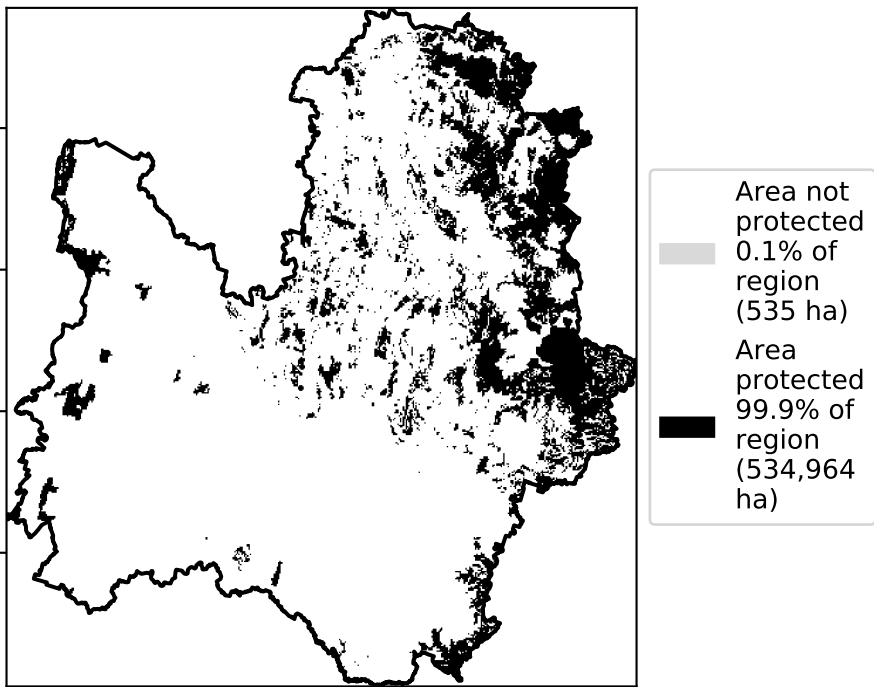 Area not
protected
0.1% of
region
(535 ha)
Area
protected
99.9% of
region
(534,964
ha)